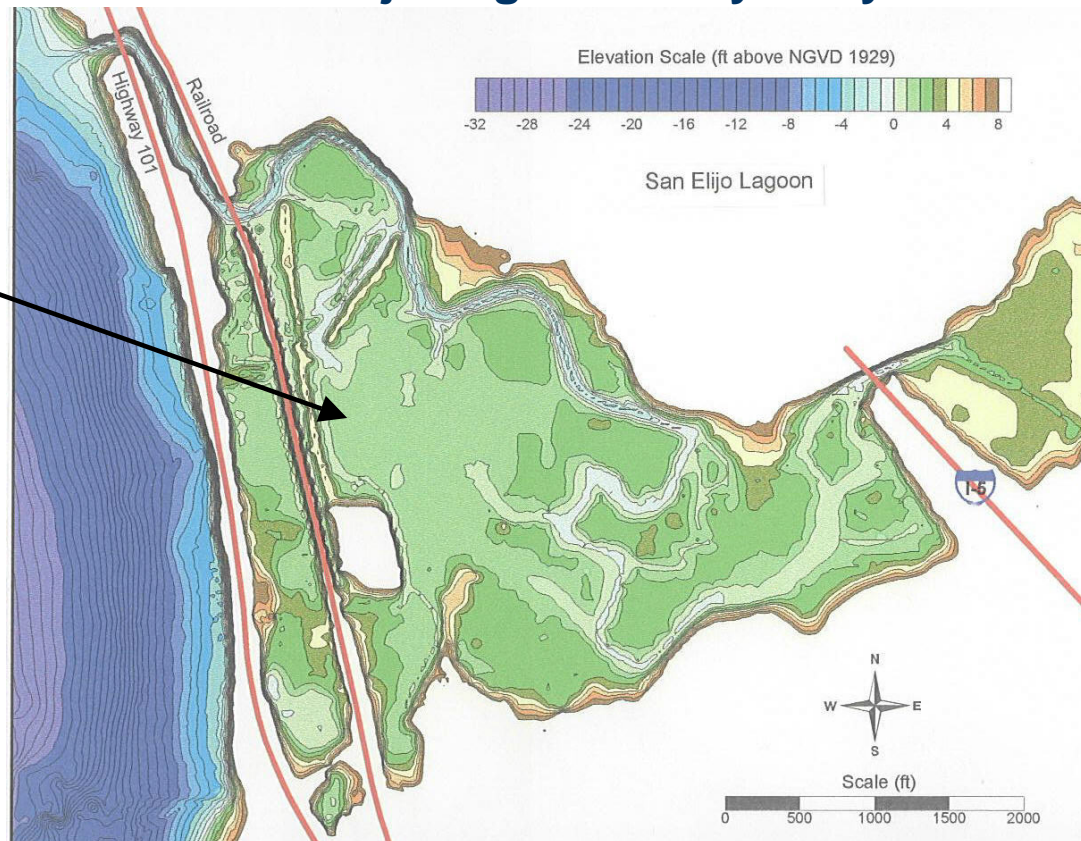 Elevation Scale (ft above NGVD 1929)
-32 -28 -24 -20 -16 -12 -8 -4 0 4 8
Highway 101
Railroad
San Elijo Lagoon
I-5
N
W E
S
Scale (ft)
0 500 1000 1500 2000